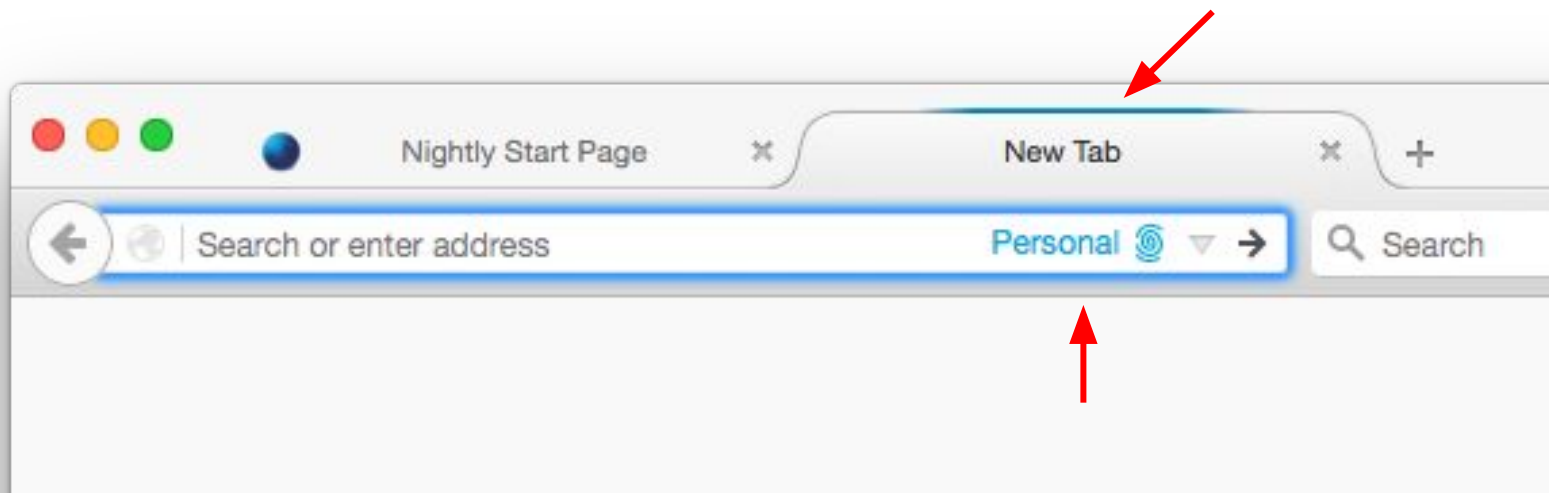 Nightly Start Page
New Tab
Search or enter address
Personal
Search